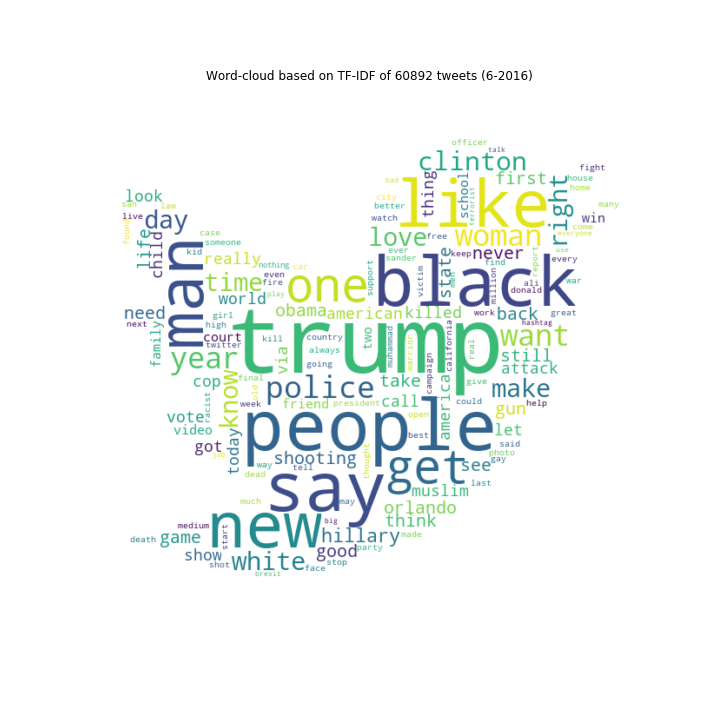 Word-cloud based on TF-IDF of 60892 tweets (6-2016)
officer
talk
clinton
bad
fight
house
home
first
thing
school
terrorist
look
san
law
live
found
day
city
better
watch
like
right
many
win
come
everyone
life
child
case
someone
kid
man
really
love
woman
free
ever
sander
support
victim
state
keep
men
never
find
report
use
every
nothing
car
even
fire
play
time
one
black
million
ali
donald
war
need
next
family
world
girl
high
twitter
court
obama
american
killed
work
back
hashtag
great
trump
two
muhammad
warrior
campaign
california
real
want
still
attack
year
via
kill
country
always
going
cop
racist
know
old
final
week
police
take
call
america
give
make
could
help
gun
vote
video
got
job
today
friend
president
people
open
best
let
said
photo
gay
way
tell
dead
shooting
thought
get
see
last
much
say
may
muslim
orlando
think
new
big
medium
start
hillary
made
death
game
show
shot
white
good
party
face
stop
brexit